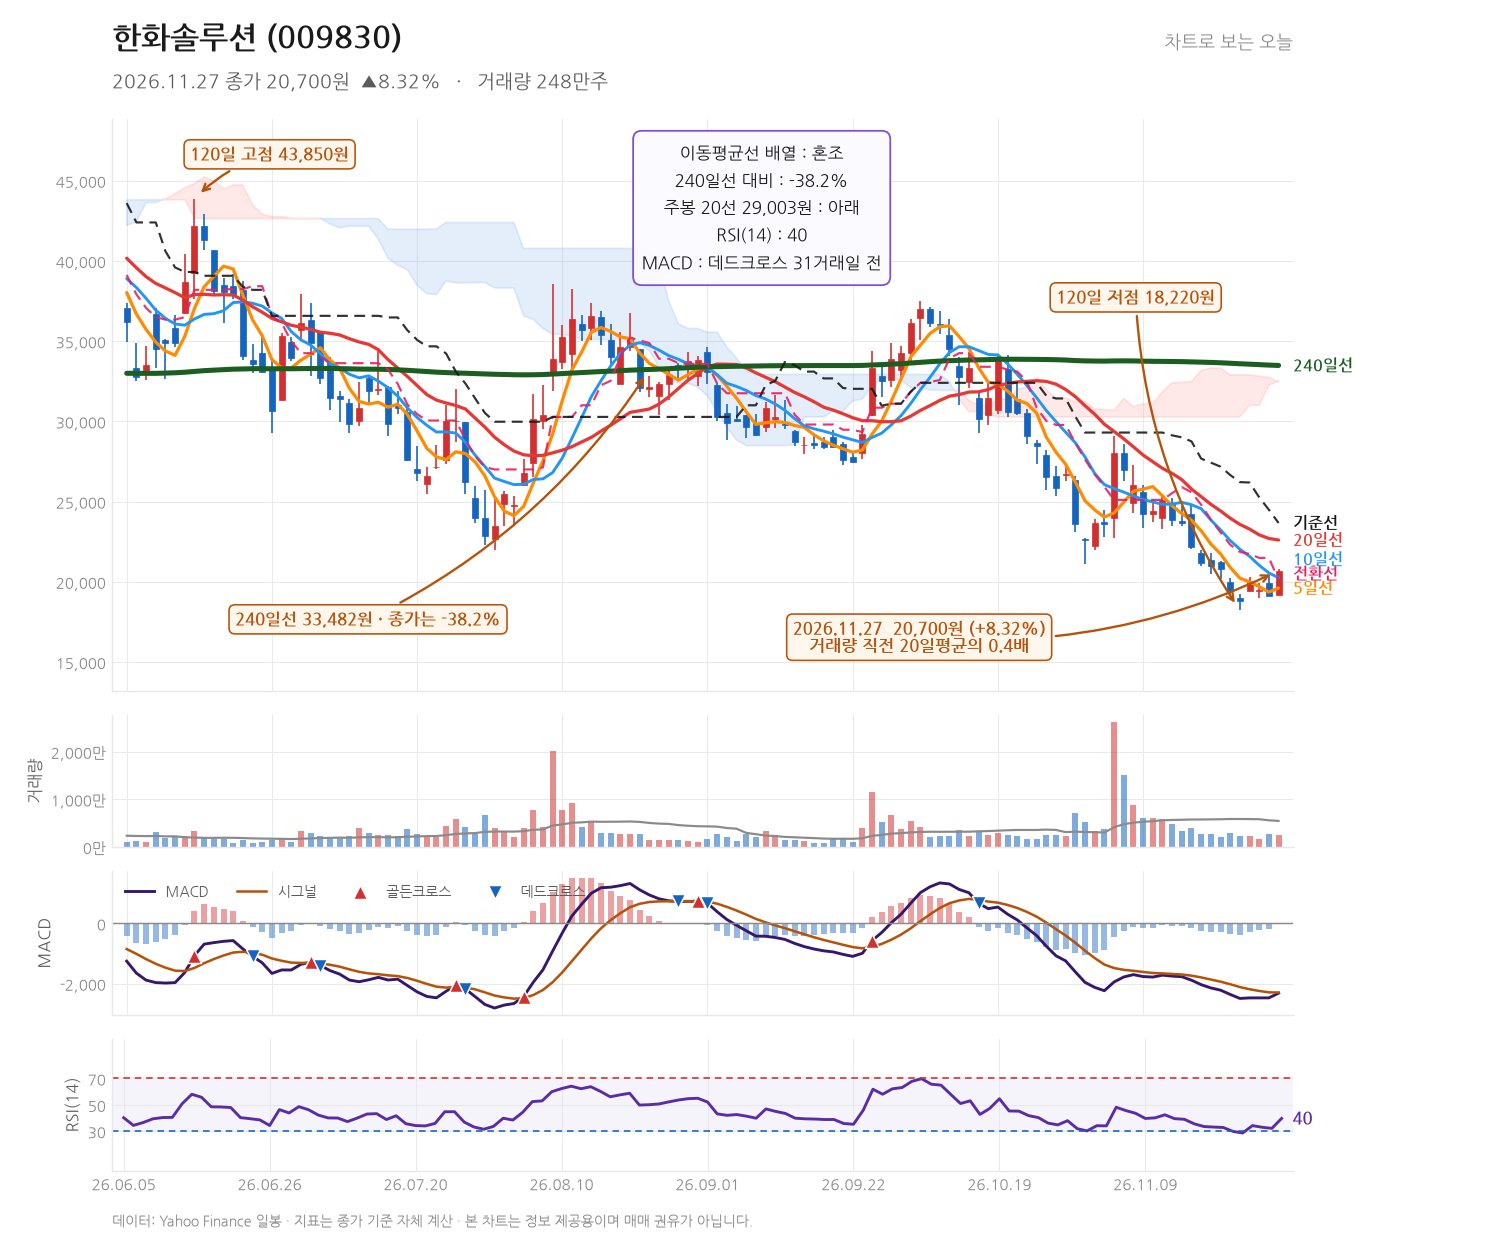 한화솔루션 (009830)
차트로 보는 오늘
2026.11.27 종가 20,700원 ▲8.32% · 거래량 248만주
120일 고점 43,850원
이동평균선 배열 : 혼조
240일선 대비 : -38.2%
주봉 20선 29,003원 : 아래
RSI(14) : 40
MACD : 데드크로스 31거래일 전
120일 저점 18,220원
45,000
40,000
35,000
30,000
25,000
20,000
15,000
240일선
기준선
20일선
10일선
전환선
5일선
240일선 33,482원 · 종가는 -38.2%
2026.11.27 20,700원 (+8.32%)
거래량 직전 20일평균의 0.4배
거래량
2,000만
1,000만
0만
MACD
MACD
시그널
골든크로스
데드크로스
0
-2,000
RSI(14)
70
50
30
40
26.06.05
26.06.26
26.07.20
26.08.10
26.09.01
26.09.22
26.10.19
26.11.09
데이터: Yahoo Finance 일봉 · 지표는 종가 기준 자체 계산 · 본 차트는 정보 제공용이며 매매 권유가 아닙니다.